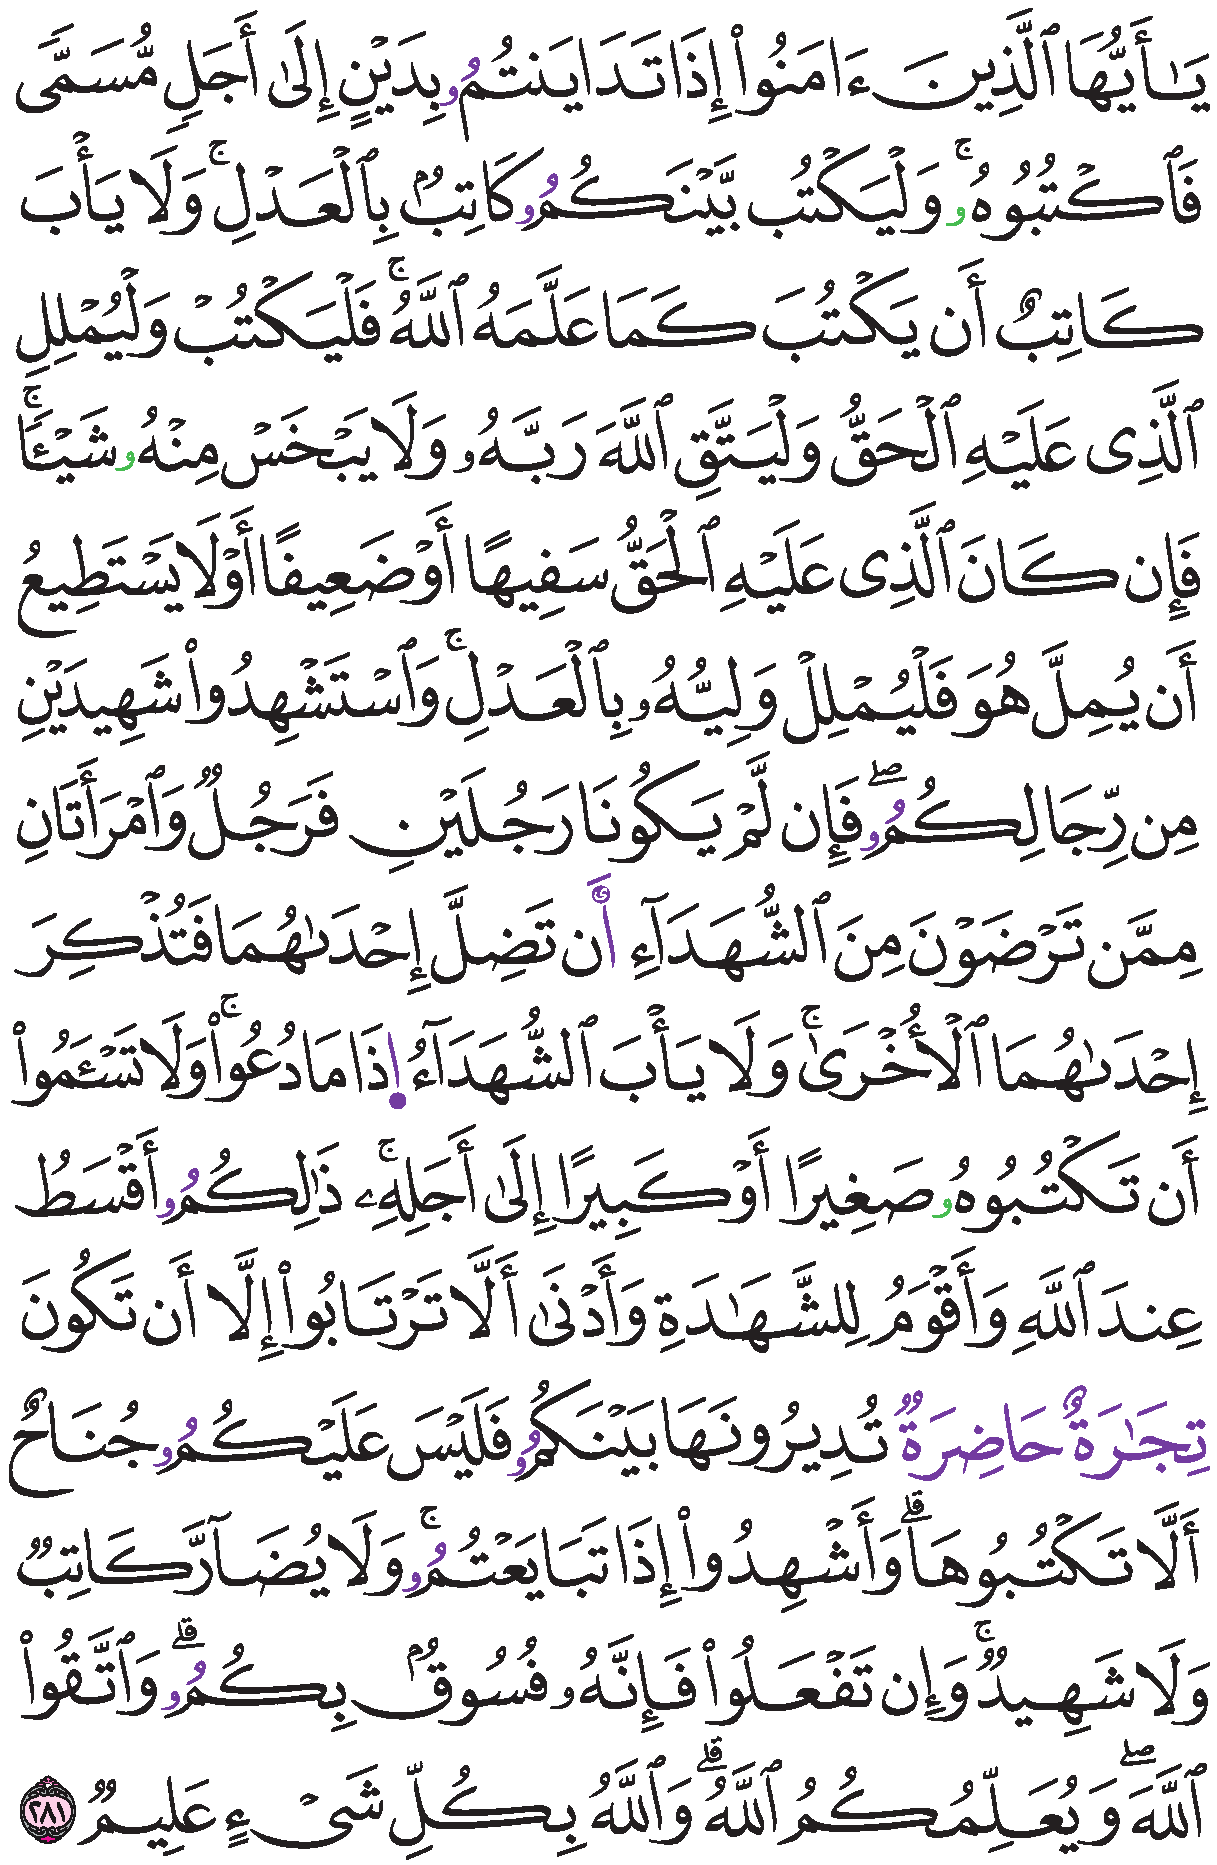 يَـٰٓأَيُّهَا ٱلَّذِينَ ءَامَنُوٓا۟ إِذَا تَدَايَنتُمُۥ بِدَيْنٍ إِلَىٰٓ أَجَلٍ مُّسَمًّى
فَٱكْتُبُوهُۥۚ وَلْيَكْتُب بَّيْنَكُمُۥ كَاتِبٌۢ بِٱلْعَدْلِۚ وَلَا يَأْبَ
كَاتِبٌ أَن يَكْتُبَ كَمَا عَلَّمَهُ ٱللَّهُۚ فَلْيَكْتُبْ وَلْيُمْلِلِ
ٱلَّذِى عَلَيْهِ ٱلْحَقُّ وَلْيَتَّقِ ٱللَّهَ رَبَّهُۥ وَلَا يَبْخَسْ مِنْهُۥ شَيْـًٔاۚ
فَإِن كَانَ ٱلَّذِى عَلَيْهِ ٱلْحَقُّ سَفِيهًا أَوْ ضَعِيفًا أَوْ لَا يَسْتَطِيعُ
أَن يُمِلَّ هُوَ فَلْيُمْلِلْ وَلِيُّهُۥ بِٱلْعَدْلِۚ وَٱسْتَشْهِدُوا۟ شَهِيدَيْنِ
مِن رِّجَالِكُمُۥۖ فَإِن لَّمْ يَكُونَا رَجُلَيْنِ فَرَجُلٌ وَٱمْرَأَتَانِ
مِمَّن تَرْضَوْنَ مِنَ ٱلشُّهَدَآءِ أَن تَضِلَّ إِحْدَىٰهُمَا فَتُذْكِرَ
إِحْدَىٰهُمَا ٱلْأُخْرَىٰۚ وَلَا يَأْبَ ٱلشُّهَدَآءُ اِذَا مَا دُعُوا۟ۚ وَلَا تَسْـَٔمُوٓا۟
أَن تَكْتُبُوهُۥ صَغِيرًا أَوْ كَبِيرًا إِلَىٰٓ أَجَلِهِۦۚ ذَٰلِكُمُۥٓ أَقْسَطُ
عِندَ ٱللَّهِ وَأَقْوَمُ لِلشَّهَـٰدَةِ وَأَدْنَىٰٓ أَلَّا تَرْتَابُوٓا۟ إِلَّآ أَن تَكُونَ
تِجَـٰرَةٌ حَاضِرَةٌ تُدِيرُونَهَا بَيْنَكُمُۥ فَلَيْسَ عَلَيْكُمُۥ جُنَاحٌ
أَلَّا تَكْتُبُوهَاۗ وَأَشْهِدُوٓا۟ إِذَا تَبَايَعْتُمُۥۚ وَلَا يُضَآرَّ كَاتِبٌ
وَلَا شَهِيدٌۚ وَإِن تَفْعَلُوا۟ فَإِنَّهُۥ فُسُوقٌۢ بِكُمُۥۗ وَٱتَّقُوا۟
ٱللَّهَۖ وَيُعَلِّمُكُمُ ٱللَّهُۗ وَٱللَّهُ بِكُلِّ شَىْءٍ عَلِيمٌ ٢٨١